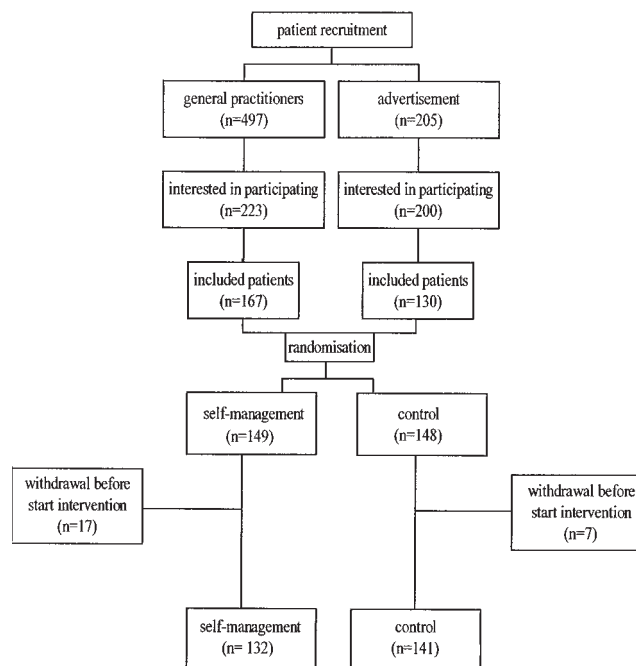 patient recruitment
general practitioners
(n=497)
advertisement
(n=205)
interested in participating
(n=223)
interested in participating
(n=200)
included patients
(n=167)
included patients
(n=130)
randomisation
self-management
(n=149)
control
(n=148)
withdrawal before
start intervention
(n=17)
withdrawal before
start intervention
(n=7)
self-management
(n= 132)
control
(n=141)